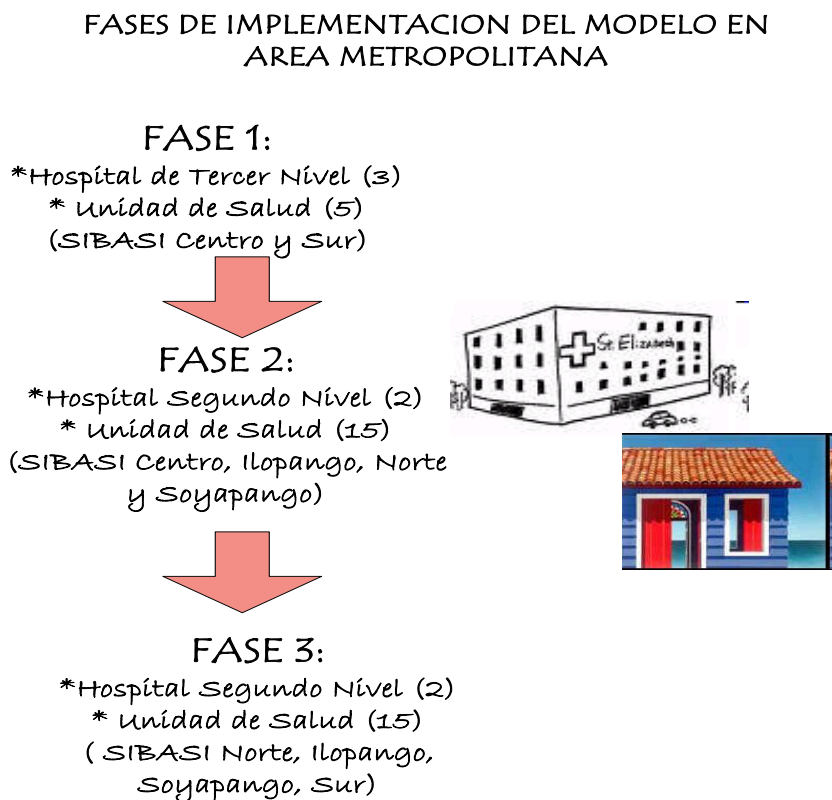 FASES DE IMPLEMENTACION DEL MODELO EN
AREA METROPOLITANA
FASE 1:
*Hospital de Tercer Nivel (3)
* Unidad de Salud (5)
(SIBASI Centro y Sur)
FASE 2:
*Hospital Segundo Nivel (2)
* Unidad de Salud (15)
(SIBASI Centro, Ilopango, Norte
y Soyapango)
St. Elizabeth
FASE 3:
*Hospital Segundo Nivel (2)
* Unidad de Salud (15)
( SIBASI Norte, Ilopango,
Soyapango, Sur)